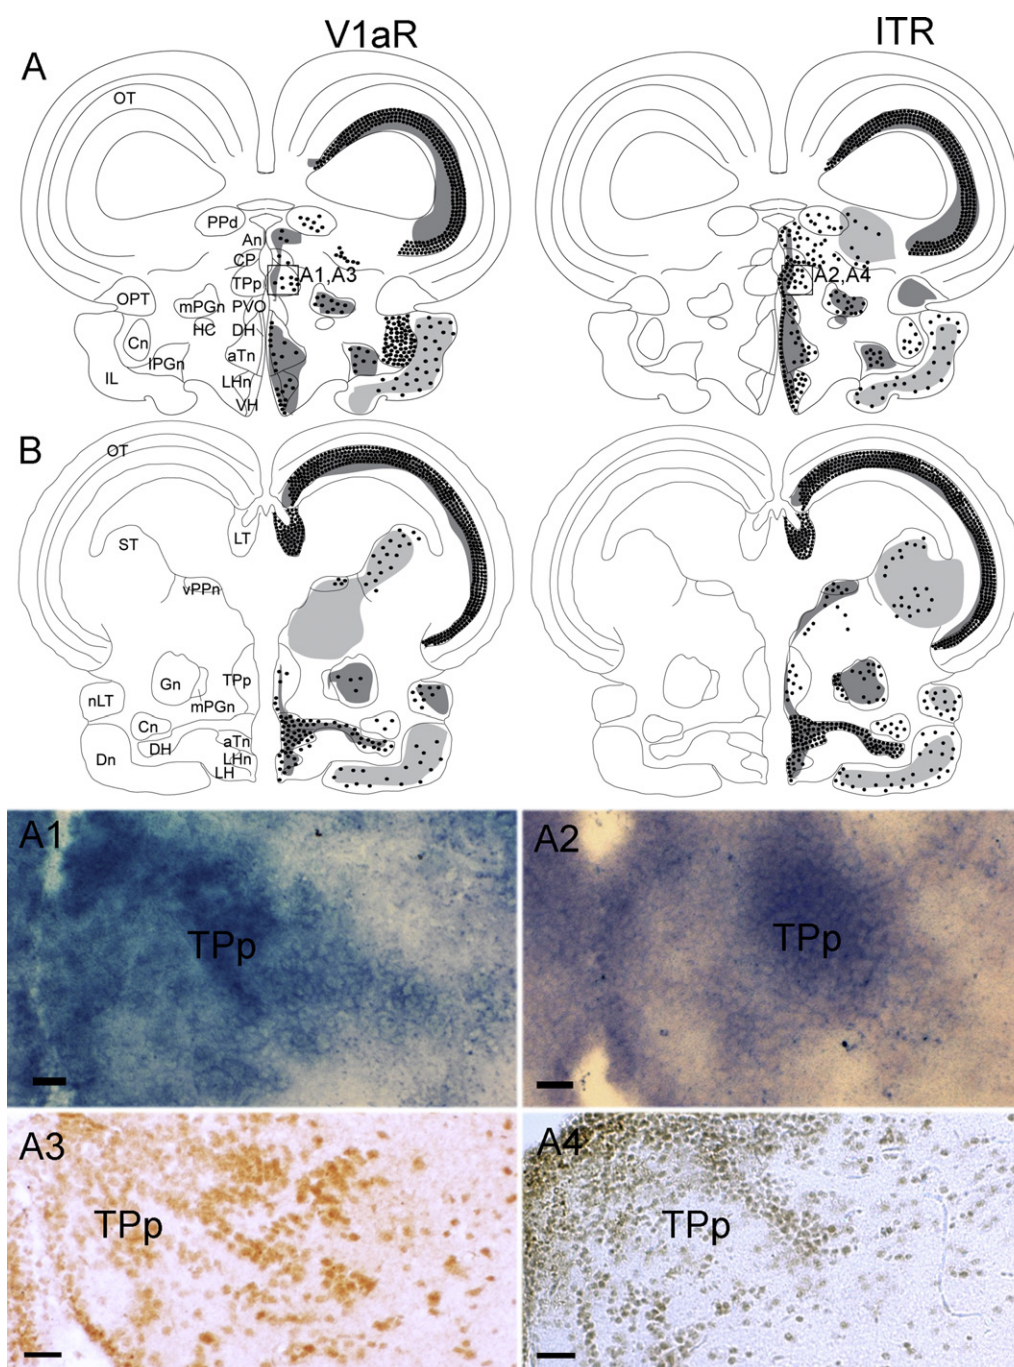 V1aR
ITR
A
OT
PPd
An
CP
TPp
A1,A3
A2,A4
OPT
mPGn
PVO
HC
DH
Cn
lPGn
aTn
IL
LHn
VH
B
OT
LT
ST
vPPn
Gn
TPp
nLT
mPGn
Cn
aTn
DH
Dn
LHn
LH
A1
A2
TPp
TPp
A3
A4
TPp
TPp